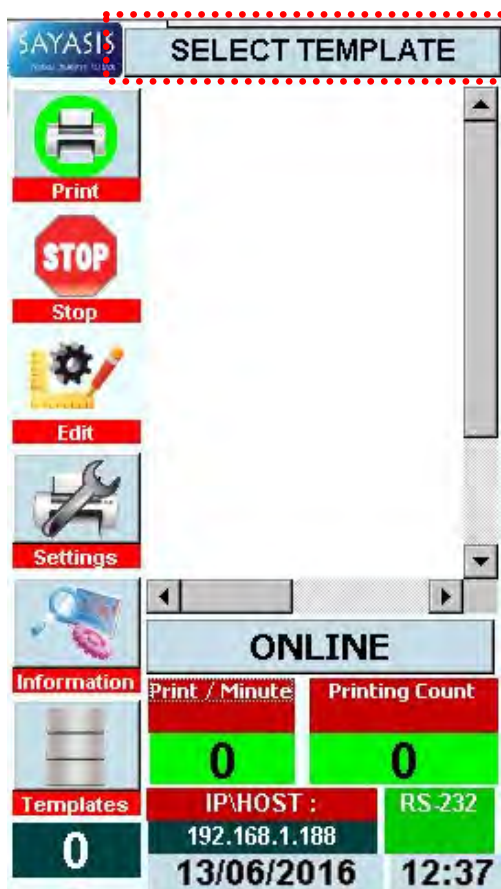 SAYASIS
SELECT TEMPLATE
Print
STOP
Stop
Edit
Settings
Information
Templates
0
ONLINE
Print / Minute
Printing Count
0
0
IP\HOST :
192.168.1.188
RS-232
13/06/2016
12:37